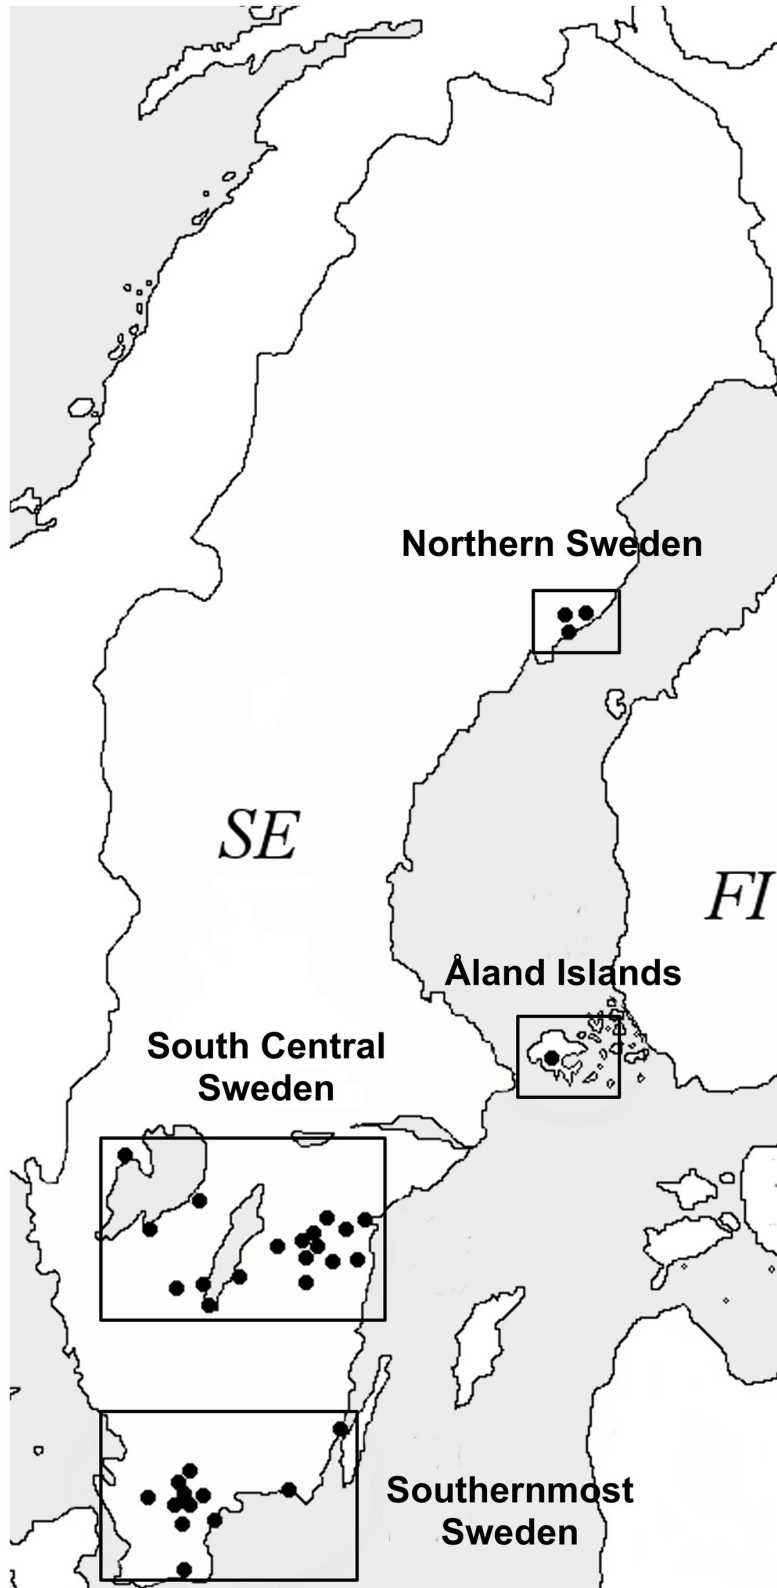 Northern Sweden
SE
FI
Åland Islands
South Central
Sweden
Southernmost
Sweden